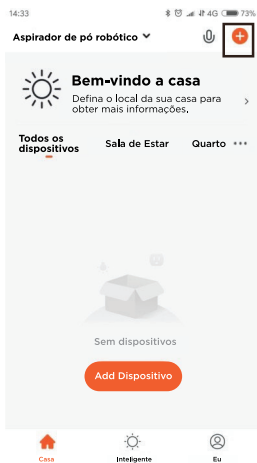 14:33
4G 73%
Aspirador de pó robótico
Bem-vindo a casa
Defina o local da sua casa para
obter mais informações.
Todos os
dispositivos
Sala de Estar
Quarto
Sem dispositivos
Add Dispositivo
Casa
Inteligente
Eu